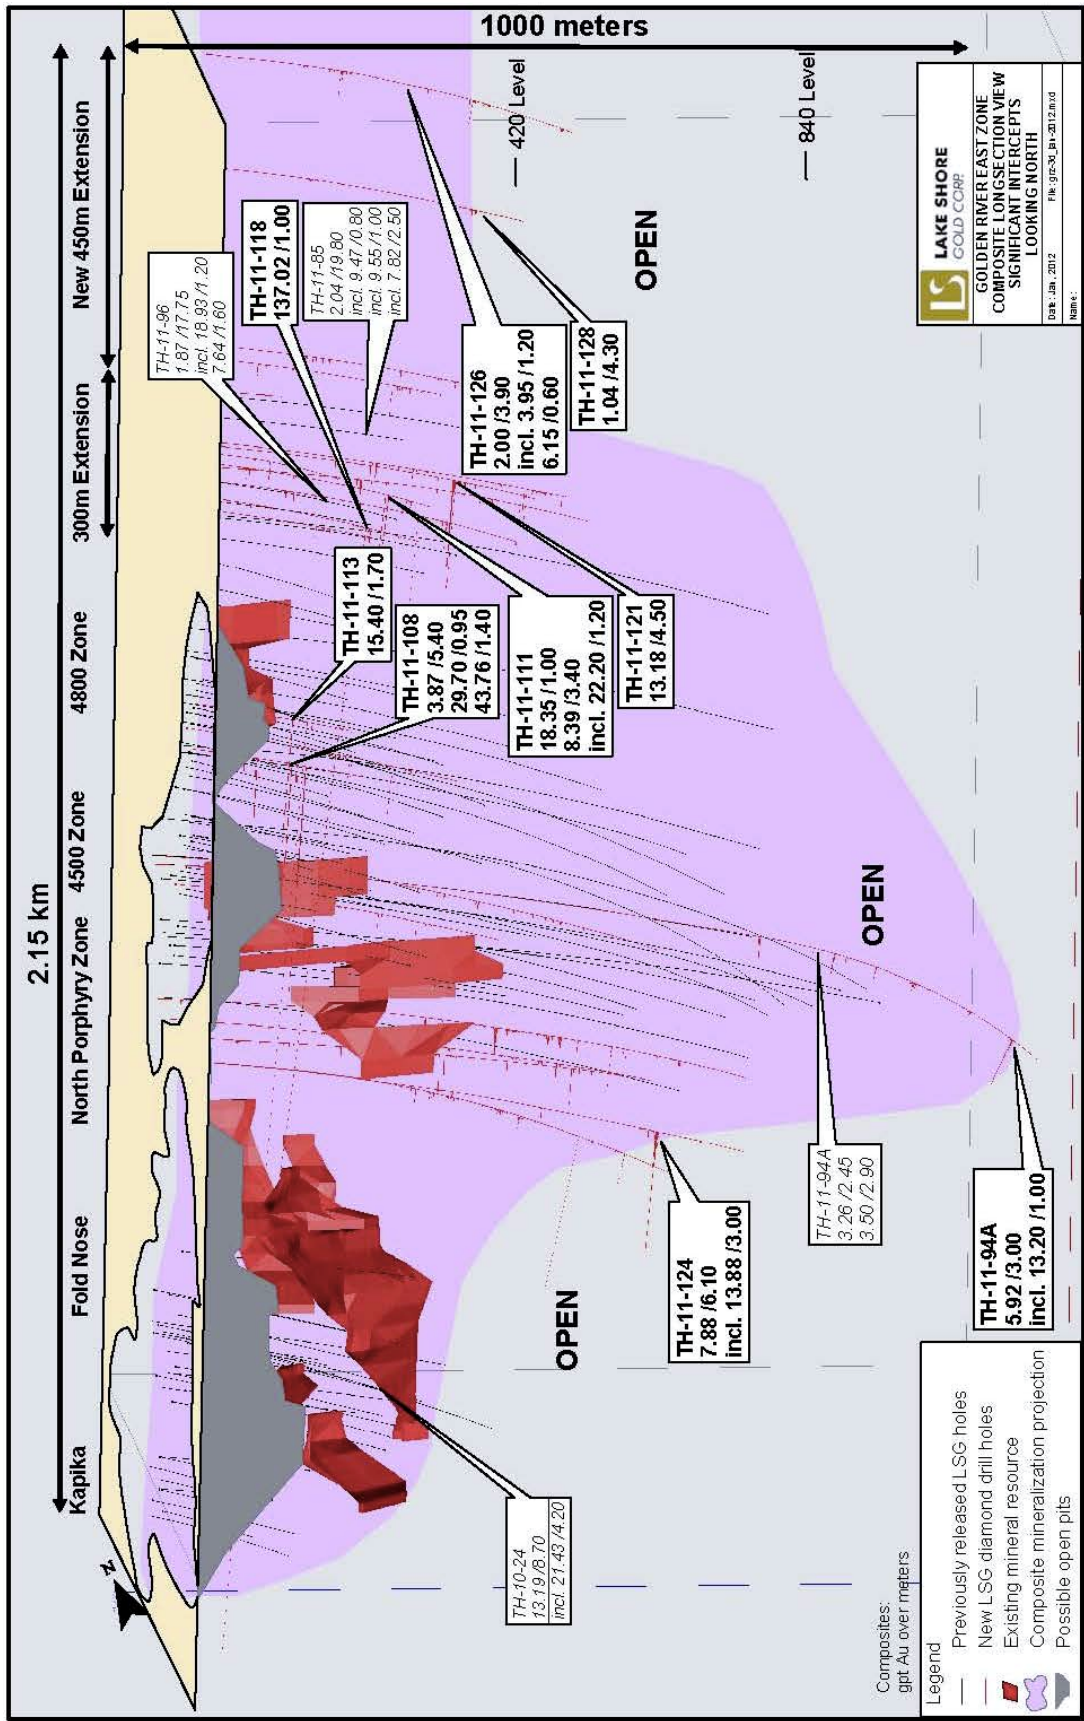 1000 meters
2.15 km
Kapika
Fold Nose
North Porphyry Zone
4500 Zone
4800 Zone
300m Extension
New 450m Extension
N
TH-11-96
1.87 /17.75
incl. 18.93 /1.20
7.64 /1.60
TH-11-118
137.02 /1.00
TH-11-85
2.04 /19.80
incl. 9.47 /0.80
incl. 9.55 /1.00
incl. 7.82 /2.50
TH-11-113
15.40 /1.70
TH-11-108
3.87 /5.40
29.70 /0.95
43.76 /1.40
TH-11-111
18.35 /1.00
8.39 /3.40
incl. 22.20 /1.20
TH-11-121
13.18 /4.50
TH-11-126
2.00 /3.90
incl. 3.95 /1.20
6.15 /0.60
TH-11-128
1.04 /4.30
420 Level
840 Level
OPEN
OPEN
OPEN
TH-10-24
13.19 /8.70
incl. 21.43 /4.20
TH-11-124
7.88 /6.10
incl. 13.88 /3.00
TH-11-94A
3.26 /2.45
3.50 /2.90
TH-11-94A
5.92 /3.00
incl. 13.20 /1.00
Composites:
gpt Au over meters
Legend
Previously released LSG holes
New LSG diamond drill holes
Existing mineral resource
Composite mineralization projection
Possible open pits
LS
LAKE SHORE
GOLD CORP.
GOLDEN RIVER EAST ZONE
COMPOSITE LONGSECTION VIEW
SIGNIFICANT INTERCEPTS
LOOKING NORTH
Date: Jan, 2012
Name: